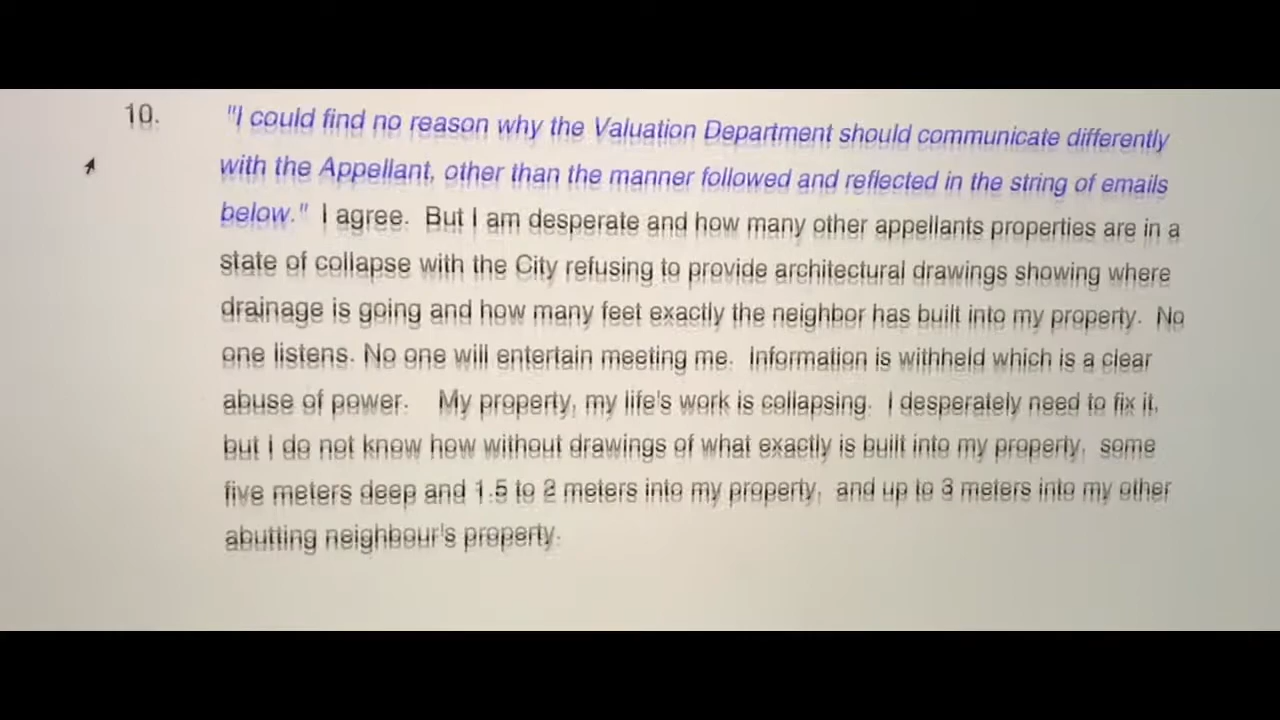 10. "I could find no reason why the Valuation Department should communicate differently
with the Appellant, other than the manner followed and reflected in the string of emails
below." I agree. But I am desperate and how many other appellants properties are in a
state of collapse with the City refusing to provide architectural drawings showing where
drainage is going and how many feet exactly the neighbor has built into my property. No
one listens. No one will entertain meeting me. Information is withheld which is a clear
abuse of power. My property, my life's work is collapsing. I desperately need to fix it,
but I do not know how without drawings of what exactly is built into my property, some
five meters deep and 1.5 to 2 meters into my property, and up to 3 meters into my other
abutting neighbour's property.